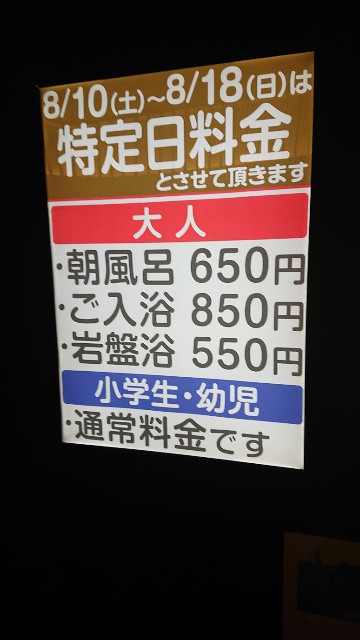 8/10(土)~8/18(日)は
特定日料金
とさせて頂きます
大人
・朝風呂 650円
・ご入浴 850円
・岩盤浴 550円
小学生・幼児
・通常料金です